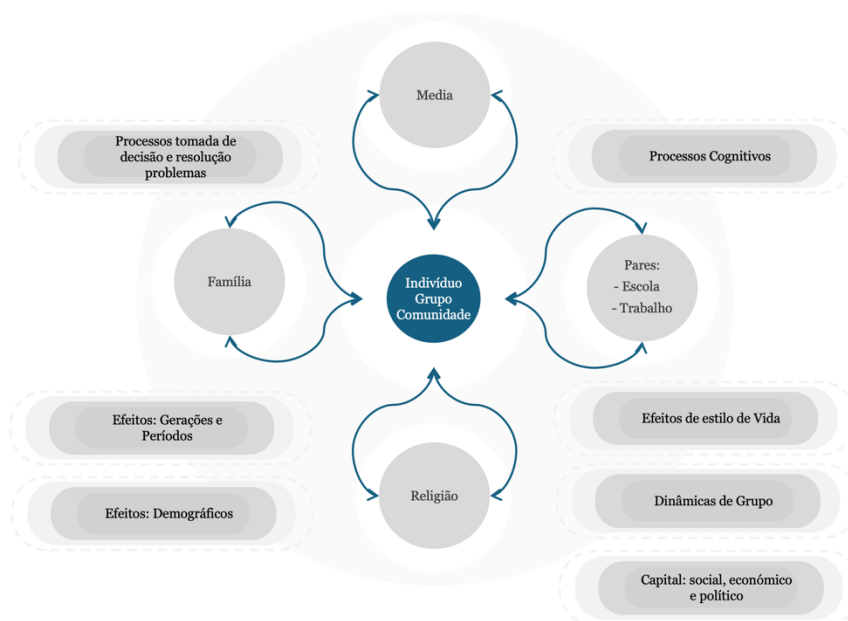 Media
Processos tomada de
decisão e resolução
problemas
Processos Cognitivos
Família
Indivíduo
Grupo
Comunidade
Pares:
- Escola
- Trabalho
Efeitos: Gerações e
Períodos
Efeitos de estilo de Vida
Religião
Efeitos: Demográficos
Dinâmicas de Grupo
Capital: social, económico
e político